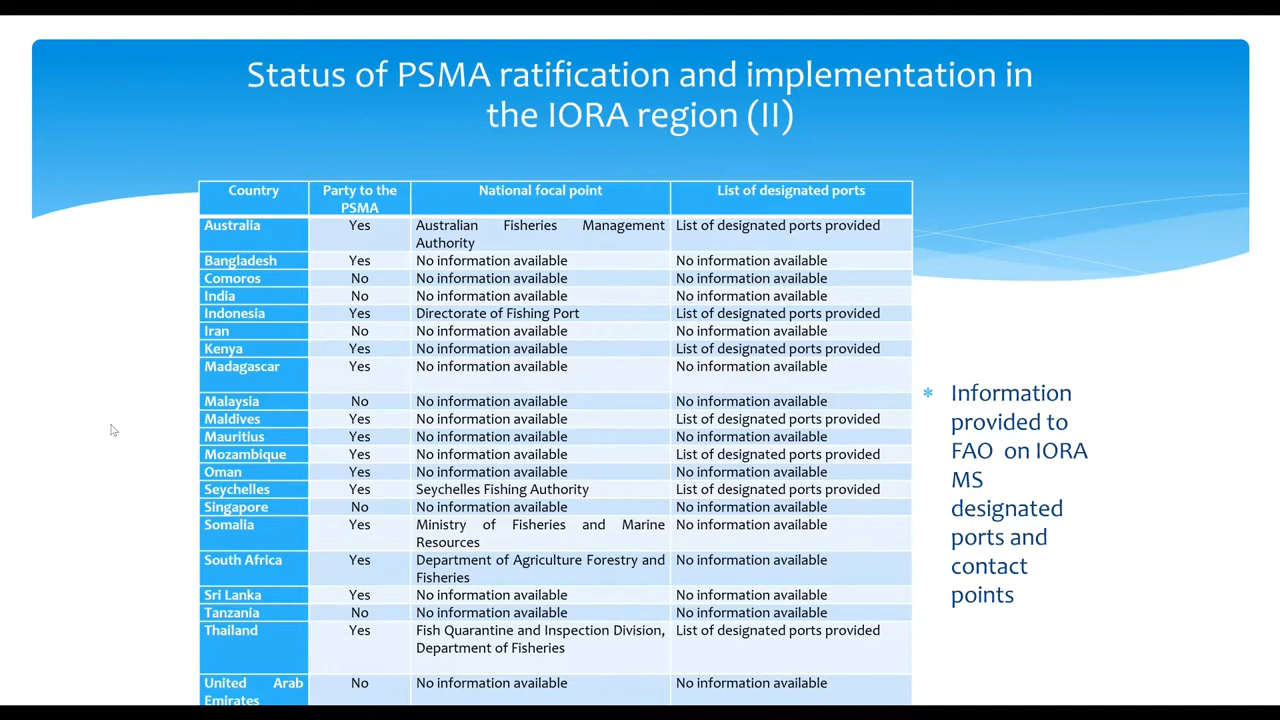 Status of PSMA ratification and implementation in
the IORA region (II)
Country Party to the PSMA National focal point List of designated ports
Australia Yes Australian Fisheries Management Authority List of designated ports provided
Bangladesh Yes No information available No information available
Comoros No No information available No information available
India No No information available No information available
Indonesia Yes Directorate of Fishing Port List of designated ports provided
Iran No No information available No information available
Kenya Yes No information available List of designated ports provided
Madagascar Yes No information available No information available
Malaysia No No information available No information available
Maldives Yes No information available List of designated ports provided
Mauritius Yes No information available No information available
Mozambique Yes No information available List of designated ports provided
Oman Yes No information available No information available
Seychelles Yes Seychelles Fishing Authority List of designated ports provided
Singapore No No information available No information available
Somalia Yes Ministry of Fisheries and Marine Resources No information available
South Africa Yes Department of Agriculture Forestry and Fisheries No information available
Sri Lanka Yes No information available No information available
Tanzania No No information available No information available
Thailand Yes Fish Quarantine and Inspection Division, Department of Fisheries List of designated ports provided
United Arab Emirates No No information available No information available
* Information
provided to
FAO on IORA
MS
designated
ports and
contact
points